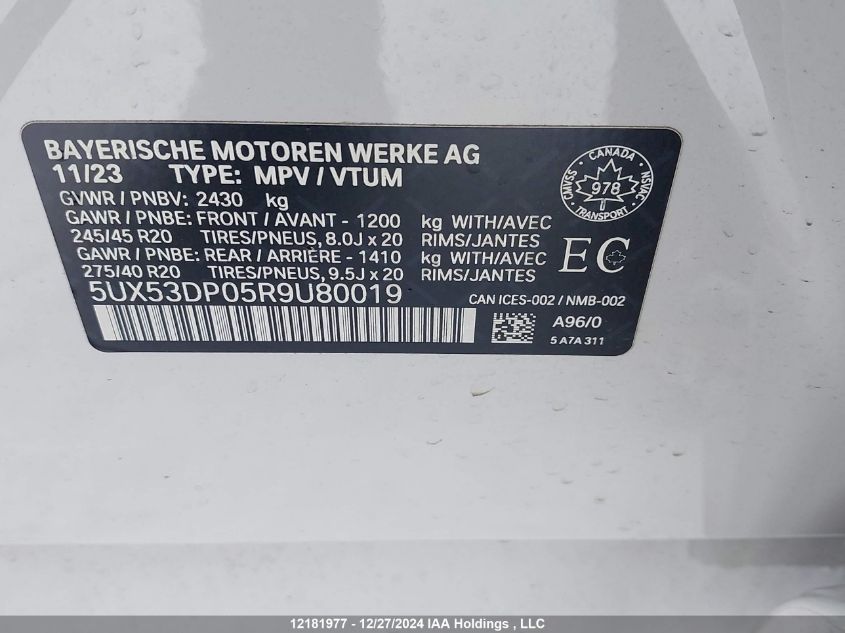 BAYERISCHE MOTOREN WERKE AG
11/23 TYPE: MPV / VTUM
GVWR / PNBV: 2430 kg
GAWR / PNBE: FRONT / AVANT - 1200 kg WITH/AVEC
245/45 R20 TIRES/PNEUS, 8.0J x 20 RIMS/JANTES
GAWR / PNBE: REAR / ARRIÈRE - 1410 kg WITH/AVEC
275/40 R20 TIRES/PNEUS, 9.5J x 20 RIMS/JANTES
5UX53DP05R9U80019
CANADA
CMVSS 978 NSVAC
TRANSPORT
EC
CAN ICES-002 / NMB-002
A96/0
5 A7A 311
12181977 - 12/27/2024 IAA Holdings , LLC